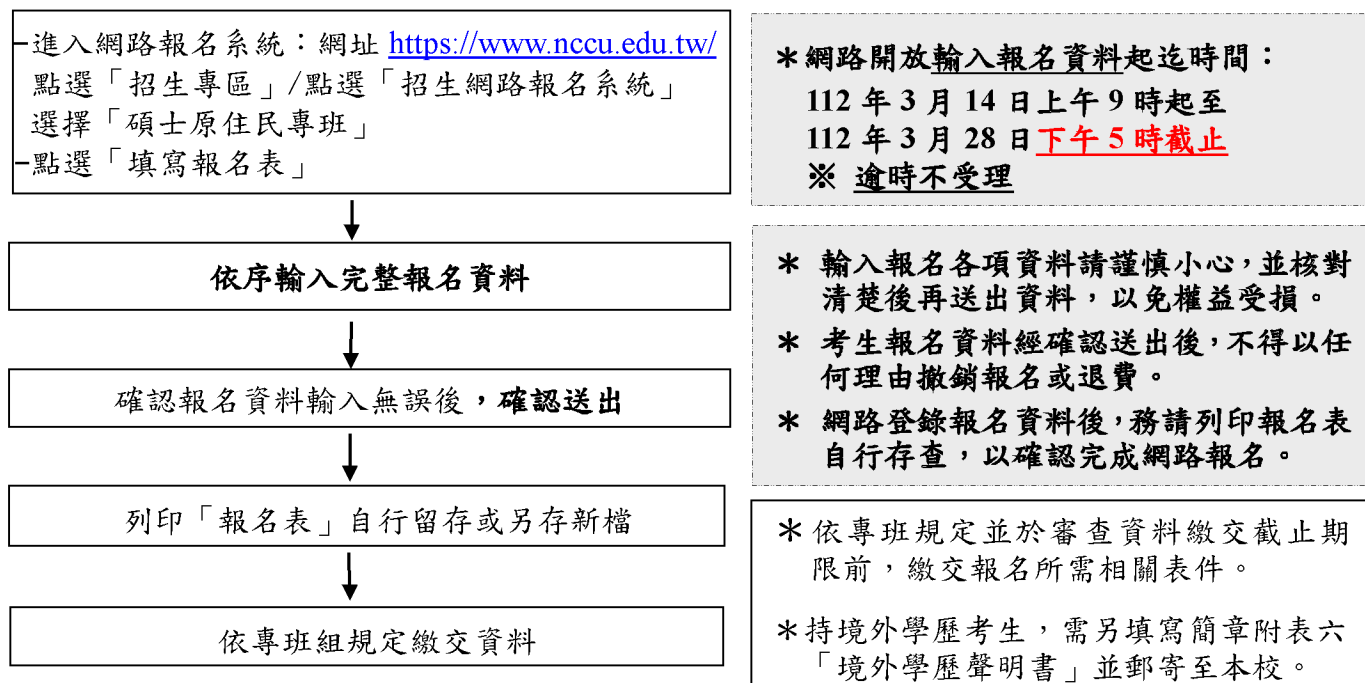 -進入網路報名系統：網址 https://www.nccu.edu.tw/
點選「招生專區」/點選「招生網路報名系統」
選擇「碩士原住民專班」
-點選「填寫報名表」
依序輸入完整報名資料
確認報名資料輸入無誤後，確認送出
列印「報名表」自行留存或另存新檔
依專班組規定繳交資料
＊網路開放輸入報名資料起迄時間：
112 年 3 月 14 日上午 9 時起至
112 年 3 月 28 日下午 5 時截止
※ 逾時不受理
＊ 輸入報名各項資料請謹慎小心，並核對
清楚後再送出資料，以免權益受損。
＊ 考生報名資料經確認送出後，不得以任
何理由撤銷報名或退費。
＊ 網路登錄報名資料後，務請列印報名表
自行存查，以確認完成網路報名。
＊依專班規定並於審查資料繳交截止期
限前，繳交報名所需相關表件。
＊持境外學歷考生，需另填寫簡章附表六
「境外學歷聲明書」並郵寄至本校。